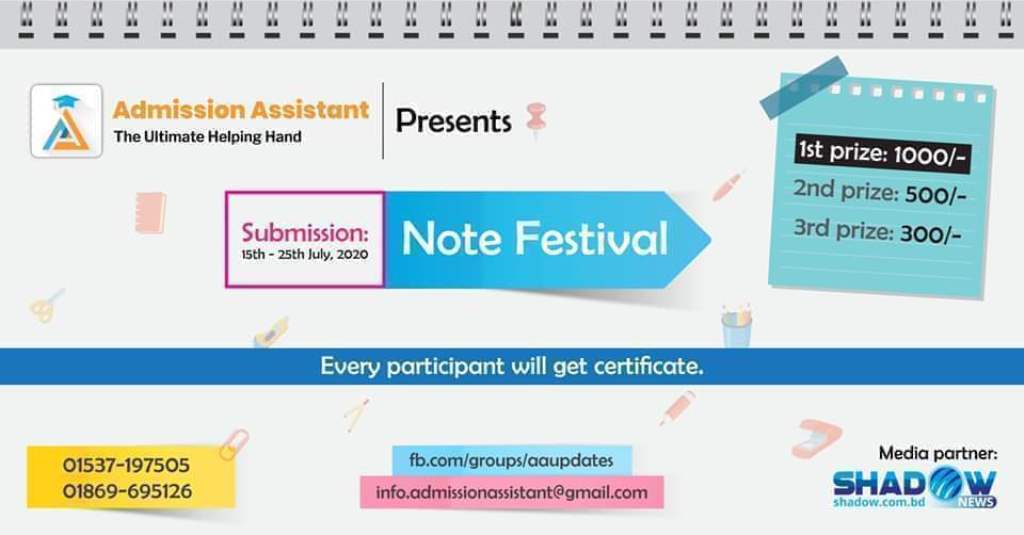 Admission Assistant
The Ultimate Helping Hand
Presents
1st prize: 1000/-
2nd prize: 500/-
3rd prize: 300/-
Submission:
15th - 25th July, 2020
Note Festival
Every participant will get certificate.
01537-197505
01869-695126
fb.com/groups/aaupdates
info.admissionassistant@gmail.com
Media partner:
SHADOW
NEWS
shadow.com.bd